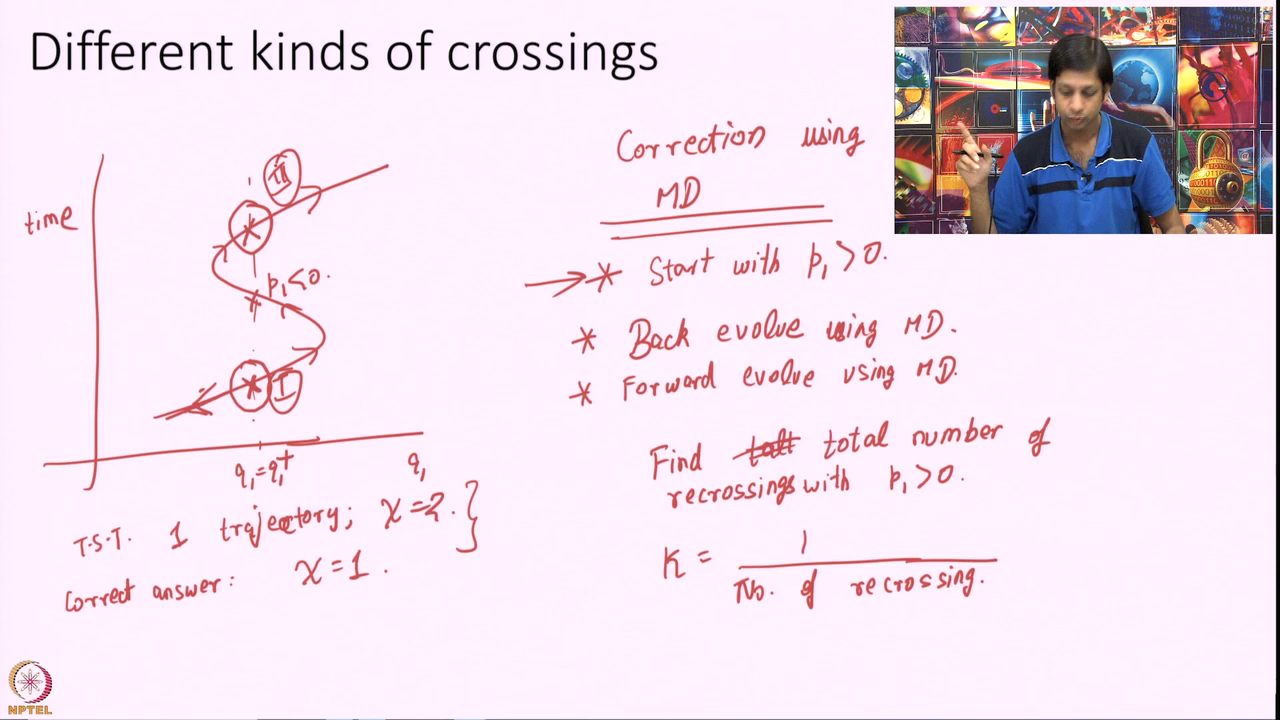 Different kinds of crossings
time
II
p₁<0.
I
q₁=q₁‡
q₁
T.S.T. 1 trajectory; χ=2.
correct answer: χ=1.
Correction using
MD
→ * Start with p₁>0.
* Back evolve using MD.
* Forward evolve using MD.
Find total number of
recrossings with p₁>0.
K = 1
No. of recrossing.
NPTEL